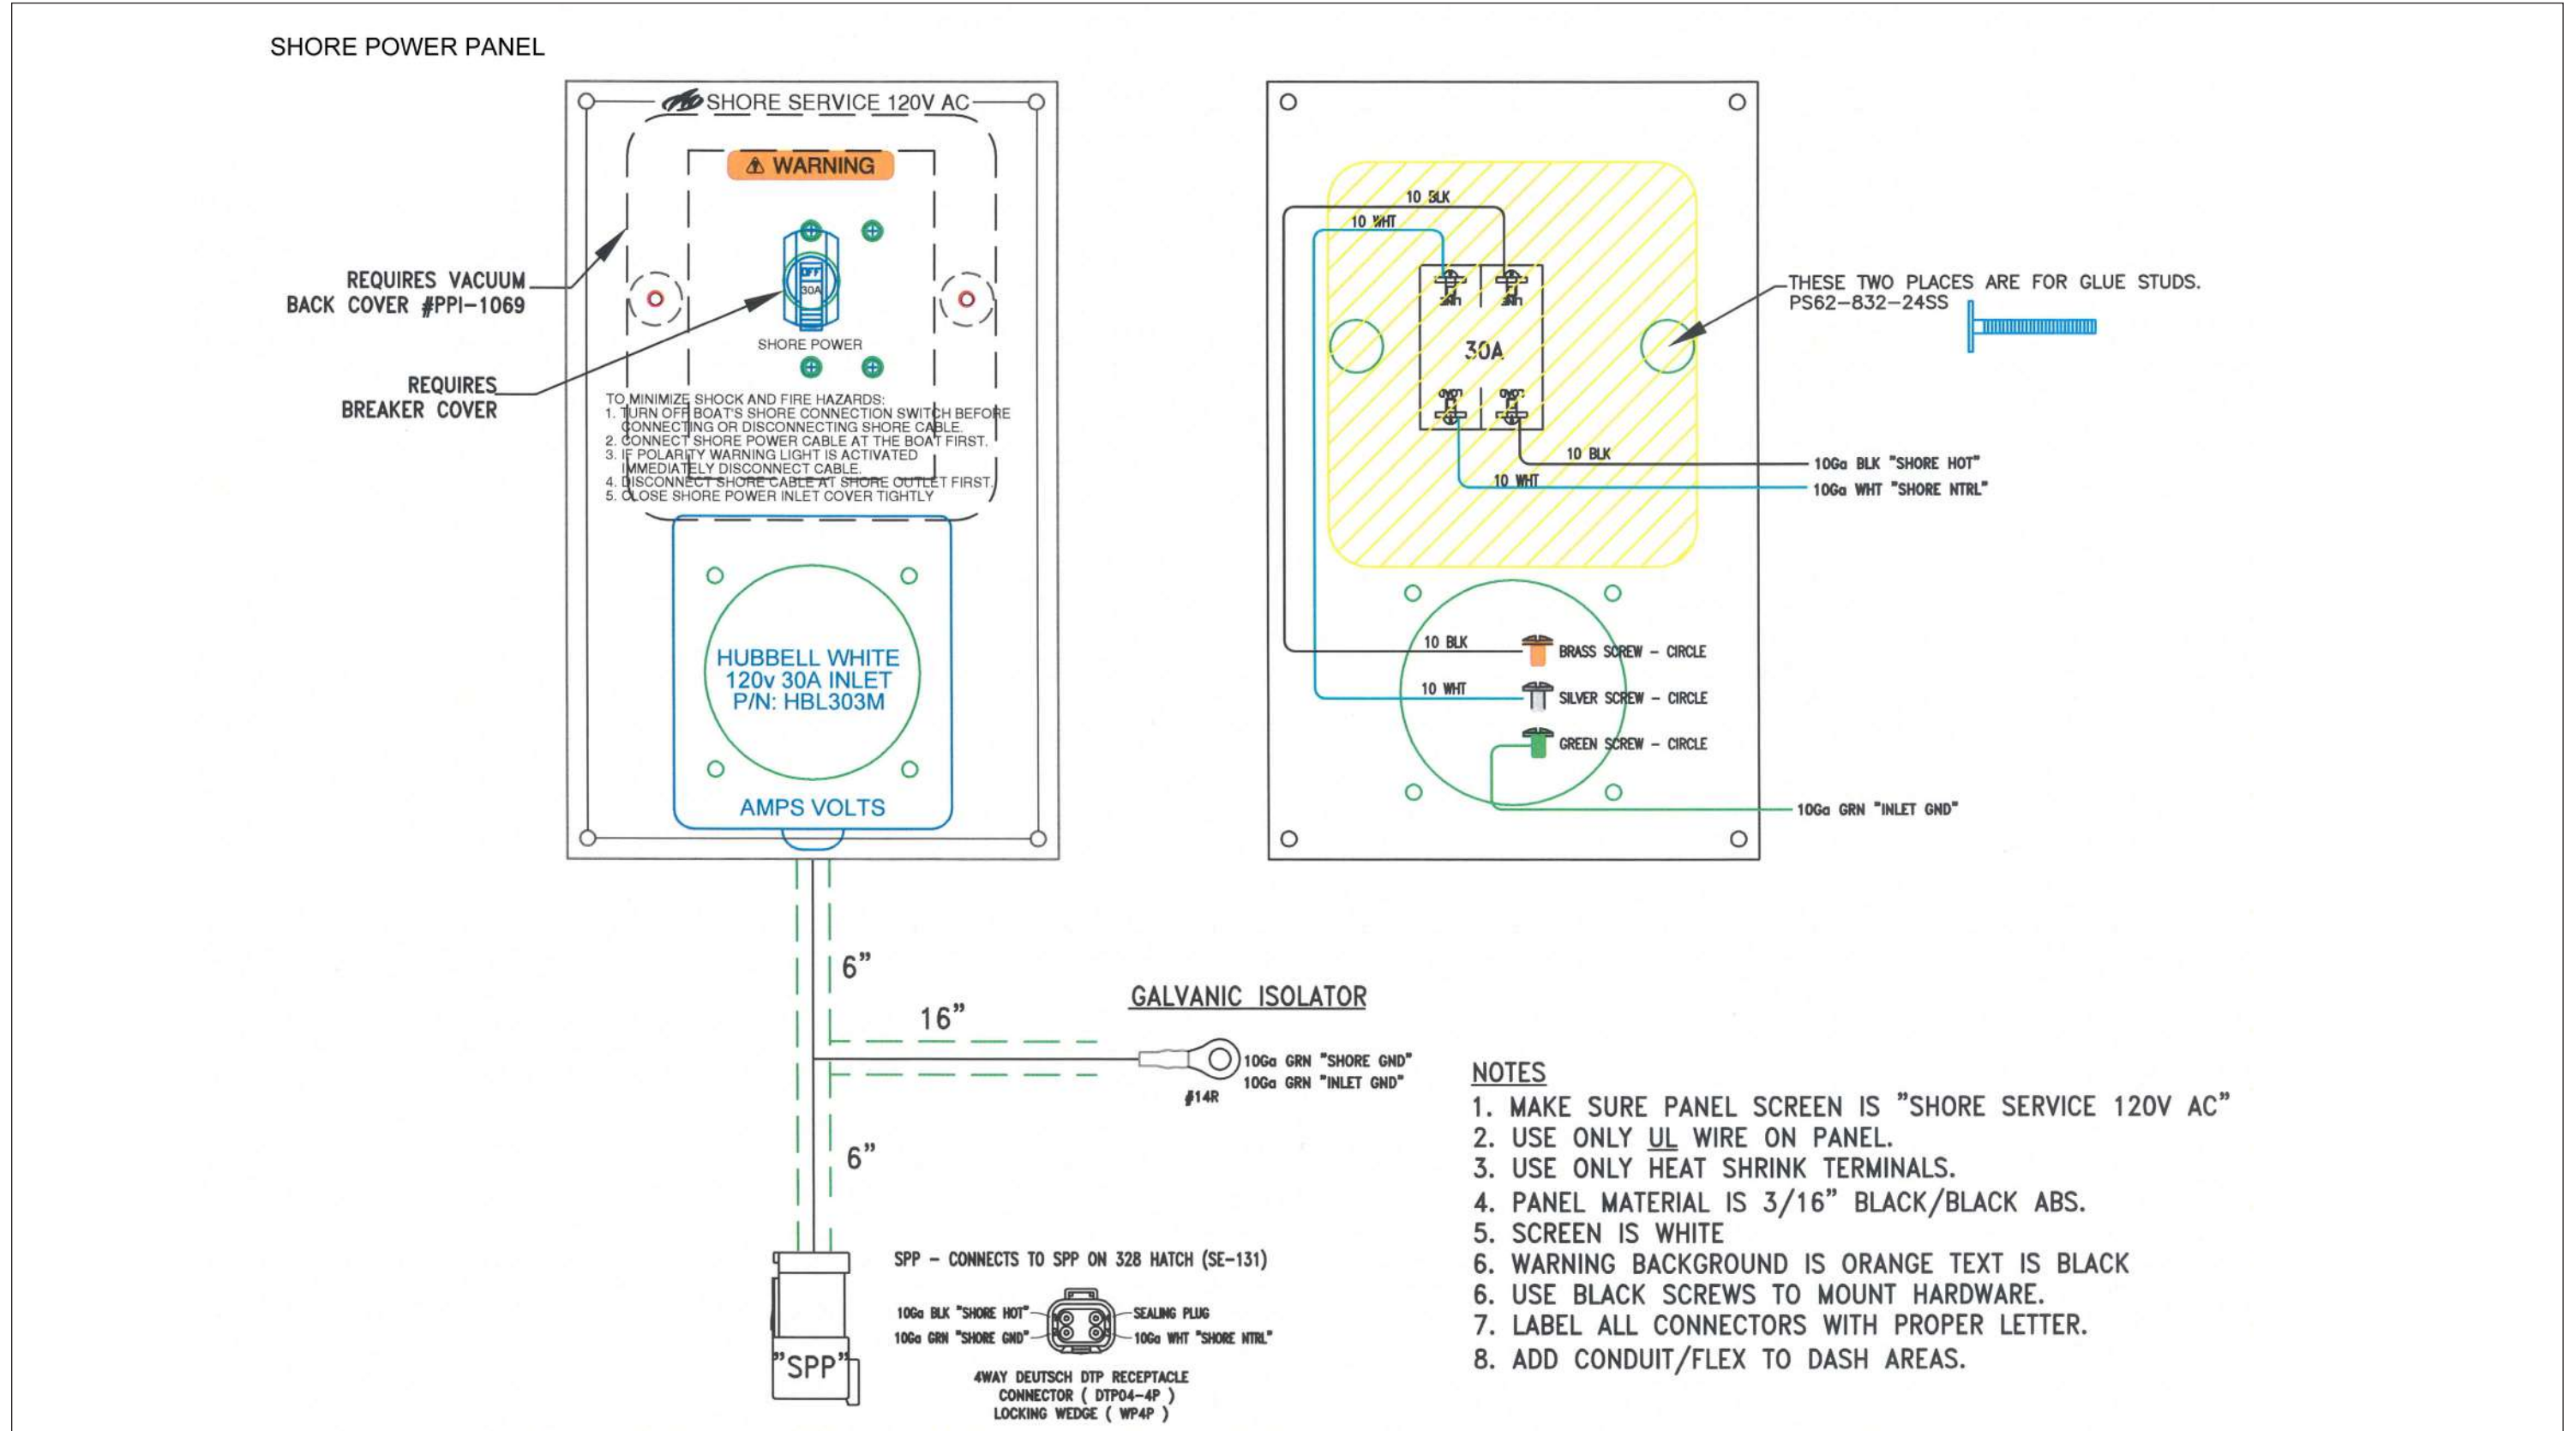 SHORE POWER PANEL
SHORE SERVICE 120V AC
WARNING
OFF
30A
SHORE POWER
REQUIRES VACUUM
BACK COVER #PPI-1069
REQUIRES
BREAKER COVER
TO MINIMIZE SHOCK AND FIRE HAZARDS:
1. TURN OFF BOAT'S SHORE CONNECTION SWITCH BEFORE
CONNECTING OR DISCONNECTING SHORE CABLE.
2. CONNECT SHORE POWER CABLE AT THE BOAT FIRST.
3. IF POLARITY WARNING LIGHT IS ACTIVATED
IMMEDIATELY DISCONNECT CABLE.
4. DISCONNECT SHORE CABLE AT SHORE OUTLET FIRST.
5. CLOSE SHORE POWER INLET COVER TIGHTLY
HUBBELL WHITE
120v 30A INLET
P/N: HBL303M
AMPS VOLTS
10 BLK
10 WHT
30A
THESE TWO PLACES ARE FOR GLUE STUDS.
PS62-832-24SS
10 BLK
10Ga BLK "SHORE HOT"
10 WHT
10Ga WHT "SHORE NTRL"
10 BLK
BRASS SCREW - CIRCLE
10 WHT
SILVER SCREW - CIRCLE
GREEN SCREW - CIRCLE
10Ga GRN "INLET GND"
6"
16"
GALVANIC ISOLATOR
10Ga GRN "SHORE GND"
10Ga GRN "INLET GND"
#14R
6"
"SPP"
SPP - CONNECTS TO SPP ON 328 HATCH (SE-131)
10Ga BLK "SHORE HOT"
SEALING PLUG
10Ga GRN "SHORE GND"
10Ga WHT "SHORE NTRL"
4WAY DEUTSCH DTP RECEPTACLE
CONNECTOR ( DTP04-4P )
LOCKING WEDGE ( WP4P )
NOTES
1. MAKE SURE PANEL SCREEN IS "SHORE SERVICE 120V AC"
2. USE ONLY UL WIRE ON PANEL.
3. USE ONLY HEAT SHRINK TERMINALS.
4. PANEL MATERIAL IS 3/16" BLACK/BLACK ABS.
5. SCREEN IS WHITE
6. WARNING BACKGROUND IS ORANGE TEXT IS BLACK
6. USE BLACK SCREWS TO MOUNT HARDWARE.
7. LABEL ALL CONNECTORS WITH PROPER LETTER.
8. ADD CONDUIT/FLEX TO DASH AREAS.